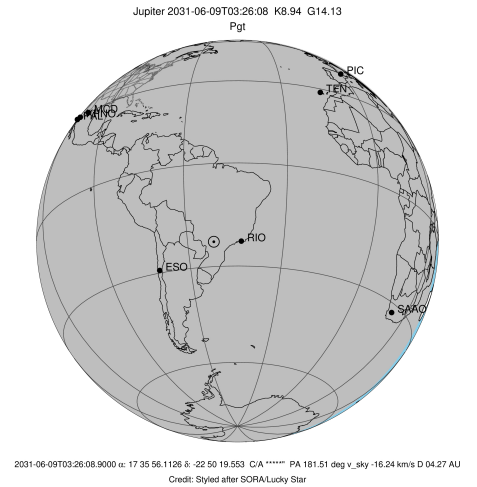 Jupiter 2031-06-09T03:26:08 K8.94 G14.13
Pgt
PIC
TEN
MCD
RIO
ESO
SAAO
2031-06-09T03:26:08.9000 α: 17 35 56.1126 δ: -22 50 19.553 C/A *****" PA 181.51 deg v_sky -16.24 km/s D 04.27 AU
Credit: Styled after SORA/Lucky Star